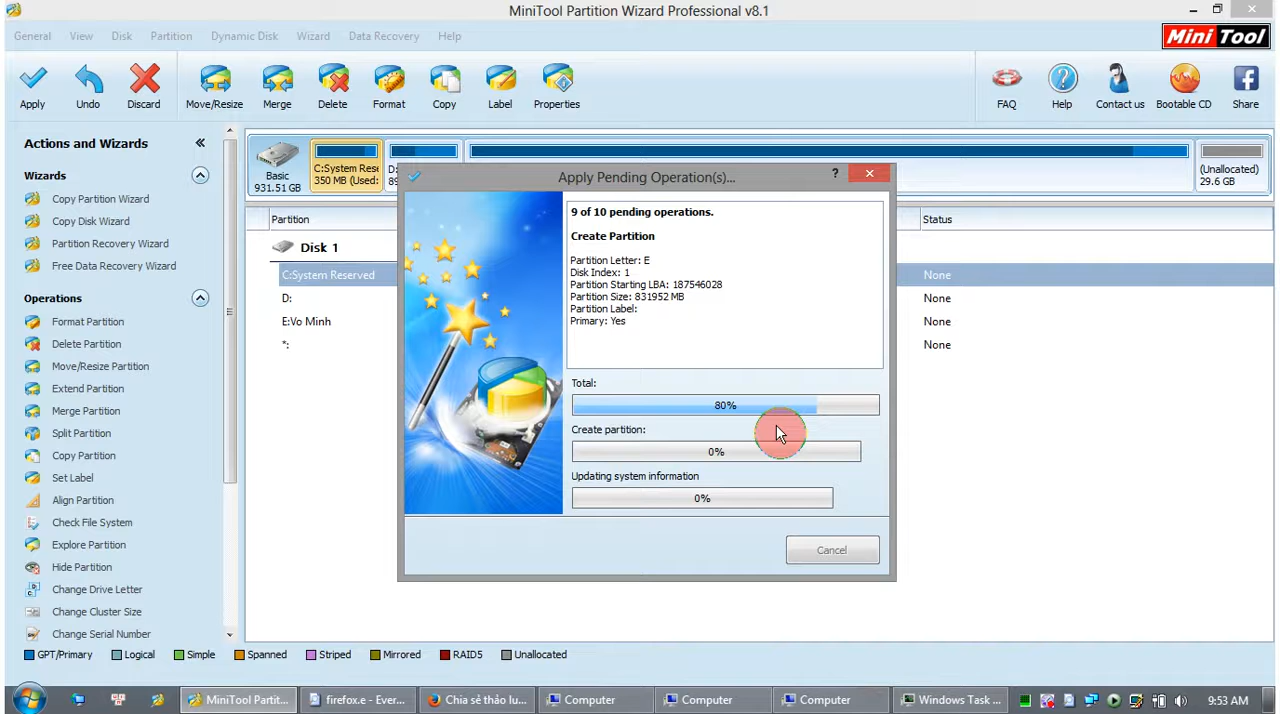 MiniTool Partition Wizard Professional v8.1
General View Disk Partition Dynamic Disk Wizard Data Recovery Help
Mini Tool
Apply Undo Discard Move/Resize Merge Delete Format Copy Label Properties FAQ Help Contact us Bootable CD Share
Actions and Wizards
Wizards
Copy Partition Wizard
Copy Disk Wizard
Partition Recovery Wizard
Free Data Recovery Wizard
Operations
Format Partition
Delete Partition
Move/Resize Partition
Extend Partition
Merge Partition
Split Partition
Copy Partition
Set Label
Align Partition
Check File System
Explore Partition
Hide Partition
Change Drive Letter
Change Cluster Size
Change Serial Number
Basic
931.51 GB
C:System Rese
350 MB (Used:
D:
89
(Unallocated)
29.6 GB
Partition Status
Disk 1
C:System Reserved None
D: None
E:Vo Minh None
*: None
Apply Pending Operation(s)...
?
9 of 10 pending operations.
Create Partition
Partition Letter: E
Disk Index: 1
Partition Starting LBA: 187546028
Partition Size: 831952 MB
Partition Label:
Primary: Yes
Total:
80%
Create partition:
0%
Updating system information
0%
Cancel
GPT/Primary Logical Simple Spanned Striped Mirrored RAID5 Unallocated
MiniTool Partit... firefox.e - Ever... Chia sẻ thảo lu... Computer Computer Computer Windows Task ... 9:53 AM